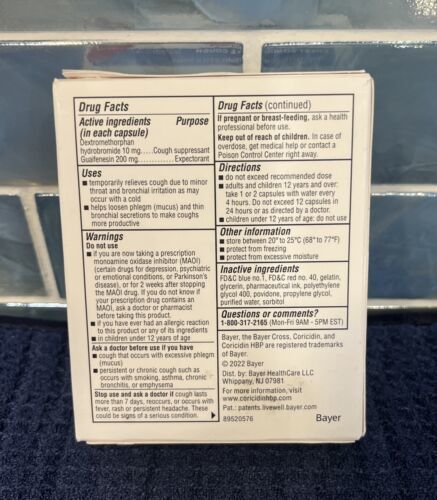 Drug Facts
Active ingredients Purpose
(in each capsule)
Dextromethorphan
hydrobromide 10 mg.....Cough suppressant
Guaifenesin 200 mg.............Expectorant
Uses
■ temporarily relieves cough due to minor
throat and bronchial irritation as may
occur with a cold
■ helps loosen phlegm (mucus) and thin
bronchial secretions to make coughs
more productive
Warnings
Do not use
■ if you are now taking a prescription
monoamine oxidase inhibitor (MAOI)
(certain drugs for depression, psychiatric
or emotional conditions, or Parkinson's
disease), or for 2 weeks after stopping
the MAOI drug. If you do not know if
your prescription drug contains an
MAOI, ask a doctor or pharmacist
before taking this product.
■ if you have ever had an allergic reaction
to this product or any of its ingredients
■ in children under 12 years of age
Ask a doctor before use if you have
■ cough that occurs with excessive phlegm
(mucus)
■ persistent or chronic cough such as
occurs with smoking, asthma, chronic
bronchitis, or emphysema
Stop use and ask a doctor if cough lasts
more than 7 days, reoccurs, or occurs with
fever, rash or persistent headache. These
could be signs of a serious condition.
Drug Facts (continued)
If pregnant or breast-feeding, ask a health
professional before use.
Keep out of reach of children. In case of
overdose, get medical help or contact a
Poison Control Center right away.
Directions
■ do not exceed recommended dose
■ adults and children 12 years and over:
take 1 or 2 capsules with water every
4 hours. Do not exceed 12 capsules in
24 hours or as directed by a doctor.
■ children under 12 years of age: do not use
Other information
■ store between 20° to 25°C (68° to 77°F)
■ protect from freezing
■ protect from excessive moisture
Inactive ingredients
FD&C blue no.1, FD&C red no. 40, gelatin,
glycerin, pharmaceutical ink, polyethylene
glycol 400, povidone, propylene glycol,
purified water, sorbitol
Questions or comments?
1-800-317-2165 (Mon-Fri 9AM - 5PM EST)
Bayer, the Bayer Cross, Coricidin, and
Coricidin HBP are registered trademarks
of Bayer.
© 2022 Bayer
Dist. by: Bayer HealthCare LLC
Whippany, NJ 07981
For more information, visit
www.coricidinhbp.com
Pat.: patents.livewell.bayer.com
89520576 Bayer